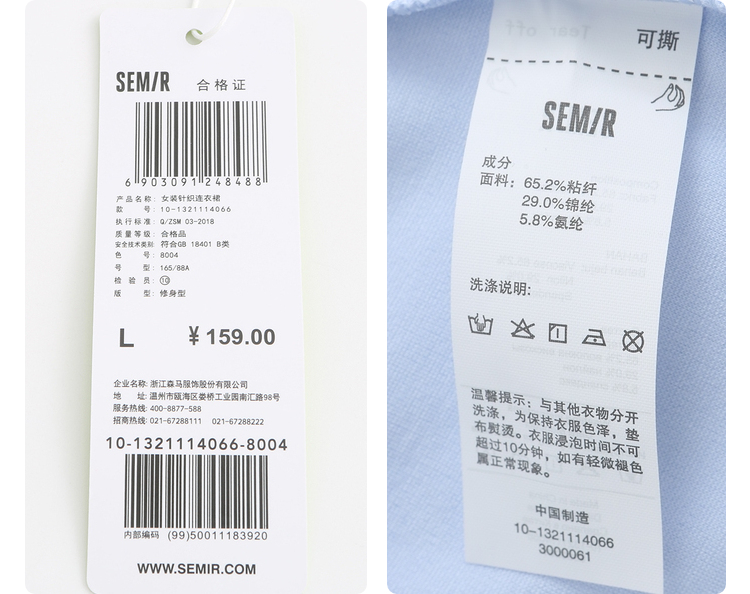 SEMIR 合格证
6 903091 248488
产品名称: 女装针织连衣裙
款 号: 10-1321114066
执行标准: Q/ZSM 03-2018
质量等级: 合格品
安全技术类别: 符合GB 18401 B类
色 号: 8004
号 型: 165/88A
检 验 员: ⑩
版 型: 修身型
L ¥159.00
企业名称: 浙江森马服饰股份有限公司
地 址: 温州市瓯海区娄桥工业园南汇路98号
服务热线: 400-8877-588
招商热线: 021-67288111 021-67288222
10-1321114066-8004
内部编码 (99)50011183920
WWW.SEMIR.COM
Tear off
可撕
SEMIR
成分
面料: 65.2%粘纤
29.0%锦纶
5.8%氨纶
洗涤说明:
温馨提示: 与其他衣物分开
洗涤, 为保持衣服色泽, 垫
布熨烫。衣服浸泡时间不可
超过10分钟, 如有轻微褪色
属正常现象。
中国制造
10-1321114066
3000061